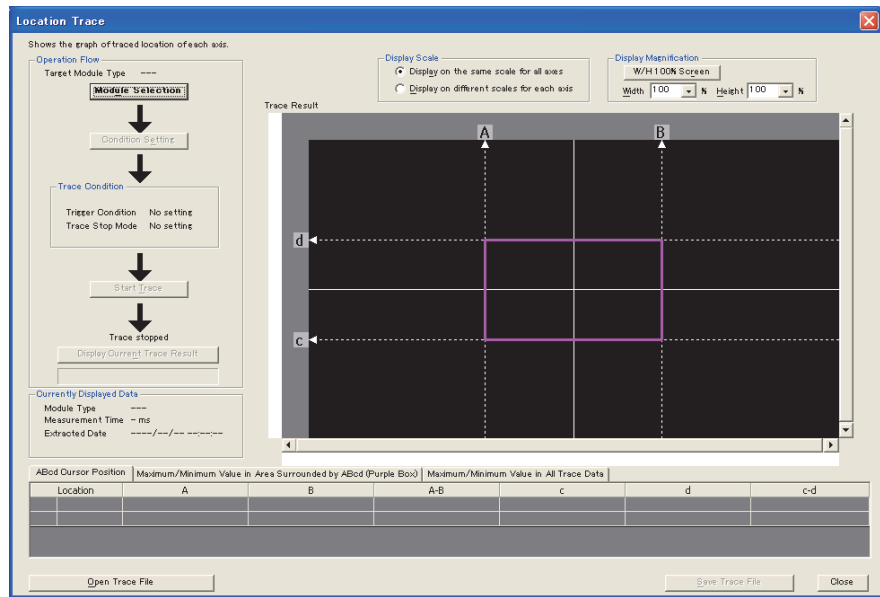 Location Trace
Shows the graph of traced location of each axis.
Operation Flow
Target Module Type ---
Module Selection
Condition Setting
Trace Condition
Trigger Condition No setting
Trace Stop Mode No setting
Start Trace
Trace stopped
Display Current Trace Result
Currently Displayed Data
Module Type ---
Measurement Time - ms
Extracted Date ----/--/-- --:--:--
Display Scale
Display on the same scale for all axes
Display on different scales for each axis
Display Magnification
W/H 100% Screen
Width 100 % Height 100 %
Trace Result
A B
d
c
ABcd Cursor Position Maximum/Minimum Value in Area Surrounded by ABcd (Purple Box) Maximum/Minimum Value in All Trace Data
Location A B A-B c d c-d
Open Trace File Save Trace File Close